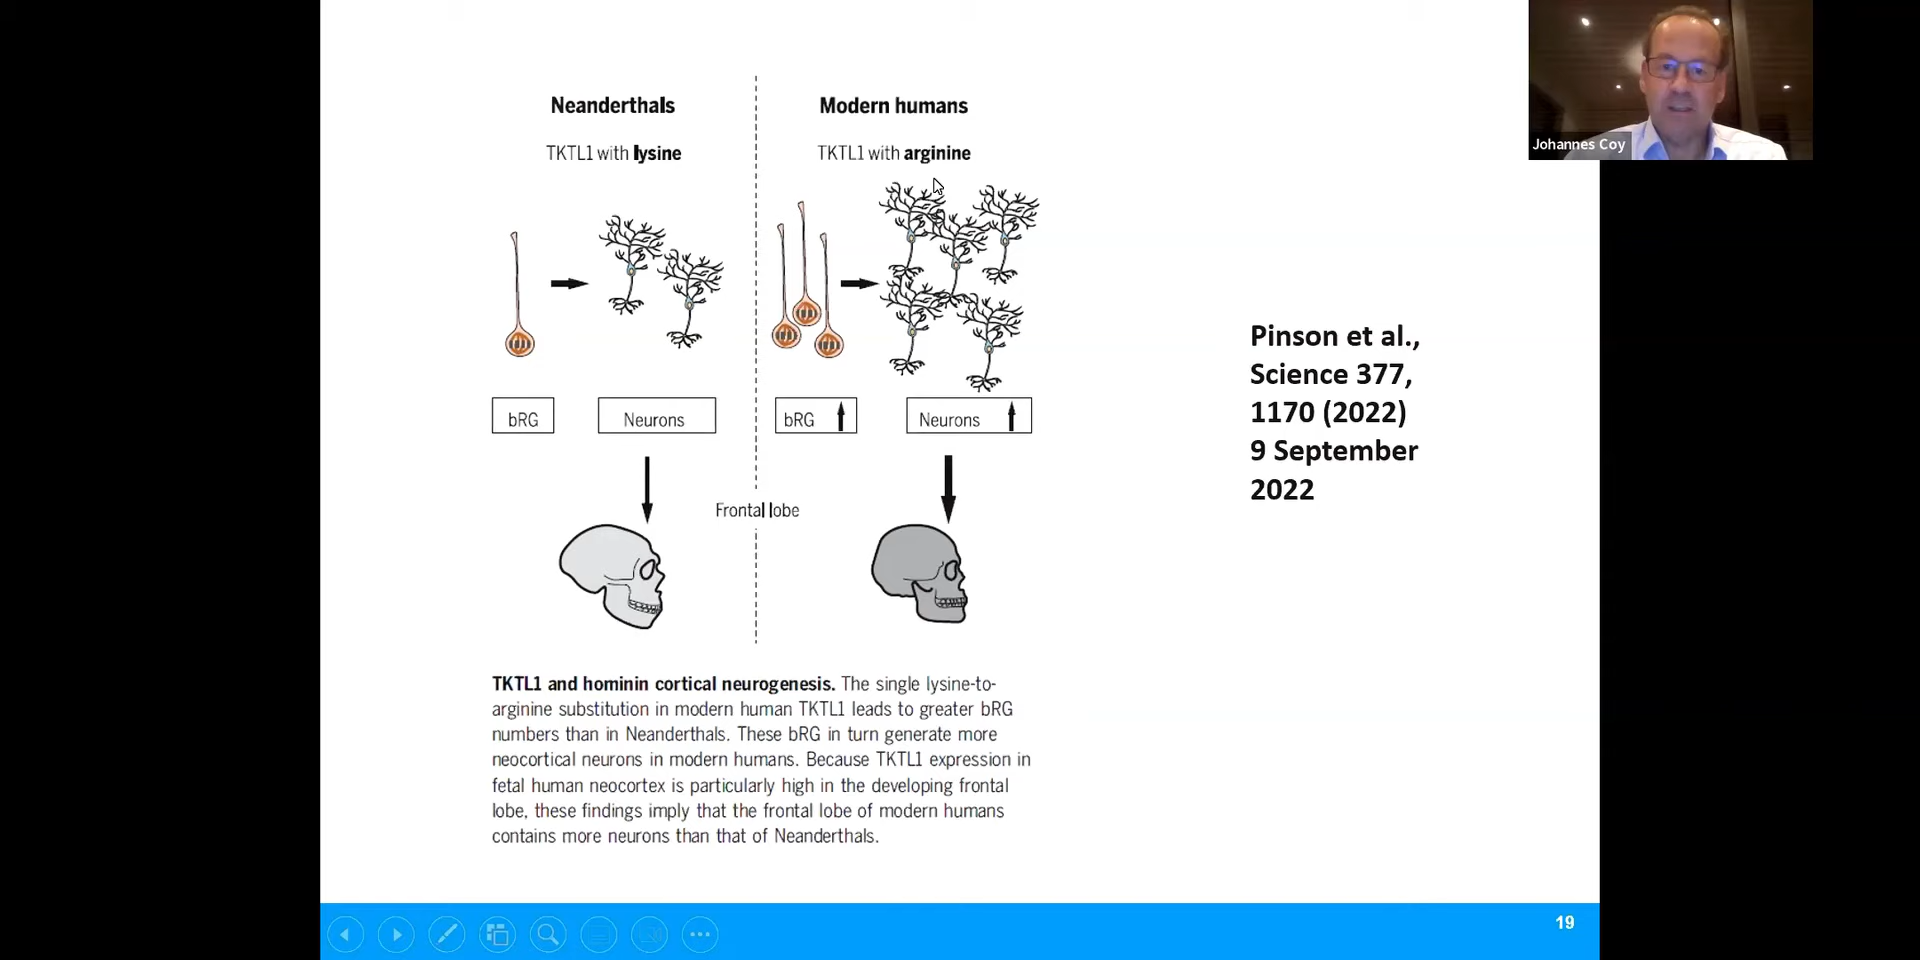 Neanderthals
TKTL1 with lysine
Modern humans
TKTL1 with arginine
bRG
Neurons
bRG
Neurons
Frontal lobe
TKTL1 and hominin cortical neurogenesis. The single lysine-to-
arginine substitution in modern human TKTL1 leads to greater bRG
numbers than in Neanderthals. These bRG in turn generate more
neocortical neurons in modern humans. Because TKTL1 expression in
fetal human neocortex is particularly high in the developing frontal
lobe, these findings imply that the frontal lobe of modern humans
contains more neurons than that of Neanderthals.
Pinson et al.,
Science 377,
1170 (2022)
9 September
2022
Johannes Coy
19